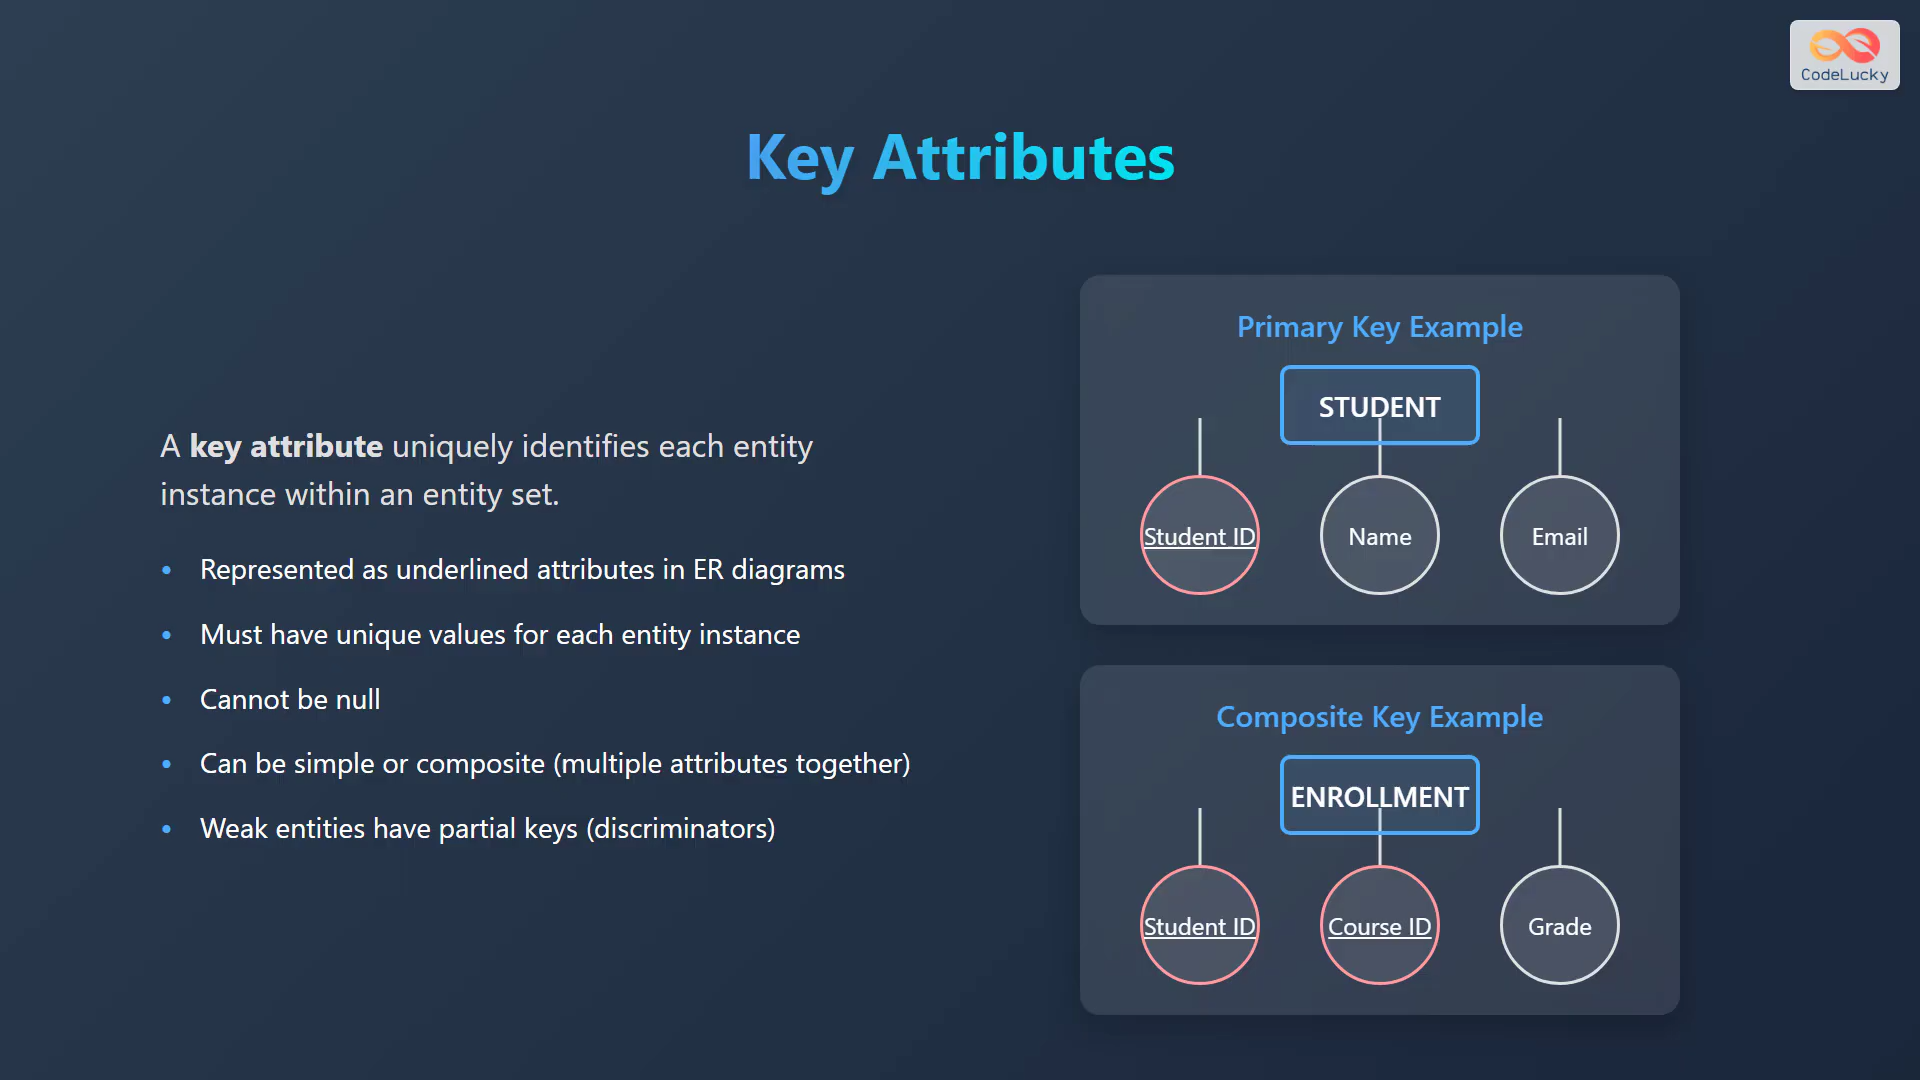 CodeLucky
Key Attributes
A key attribute uniquely identifies each entity
instance within an entity set.
• Represented as underlined attributes in ER diagrams
• Must have unique values for each entity instance
• Cannot be null
• Can be simple or composite (multiple attributes together)
• Weak entities have partial keys (discriminators)
Primary Key Example
STUDENT
Student ID
Name
Email
Composite Key Example
ENROLLMENT
Student ID
Course ID
Grade